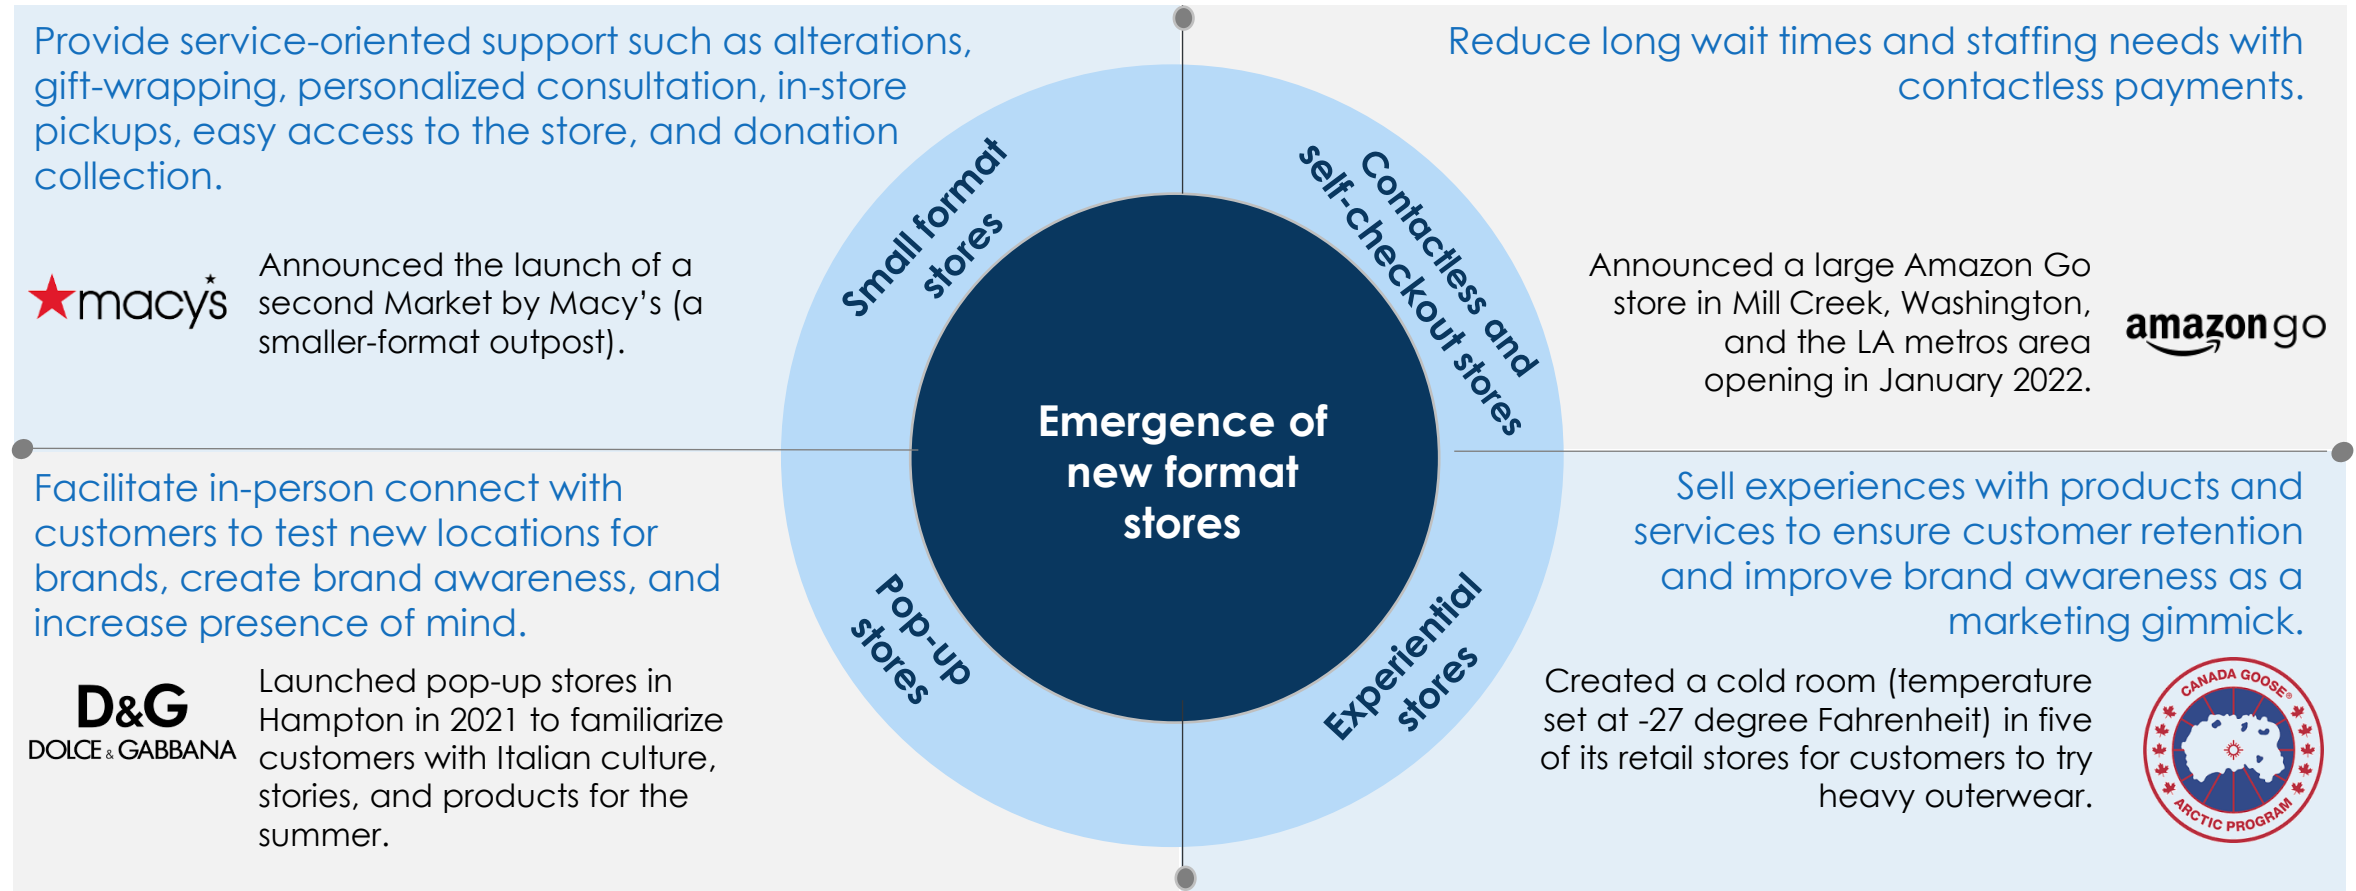 Provide service-oriented support such as alterations,
gift-wrapping, personalized consultation, in-store
pickups, easy access to the store, and donation
collection.
macy's
Announced the launch of a
second Market by Macy’s (a
smaller-format outpost).
Small format
stores
Reduce long wait times and staffing needs with
contactless payments.
Contactless and
self-checkout stores
Announced a large Amazon Go
store in Mill Creek, Washington,
and the LA metros area
opening in January 2022.
amazon go
Emergence of
new format
stores
Facilitate in-person connect with
customers to test new locations for
brands, create brand awareness, and
increase presence of mind.
D&G
DOLCE & GABBANA
Launched pop-up stores in
Hampton in 2021 to familiarize
customers with Italian culture,
stories, and products for the
summer.
Pop-up
stores
Sell experiences with products and
services to ensure customer retention
and improve brand awareness as a
marketing gimmick.
Experiential
stores
Created a cold room (temperature
set at -27 degree Fahrenheit) in five
of its retail stores for customers to try
heavy outerwear.
CANADA GOOSE®
ARCTIC PROGRAM